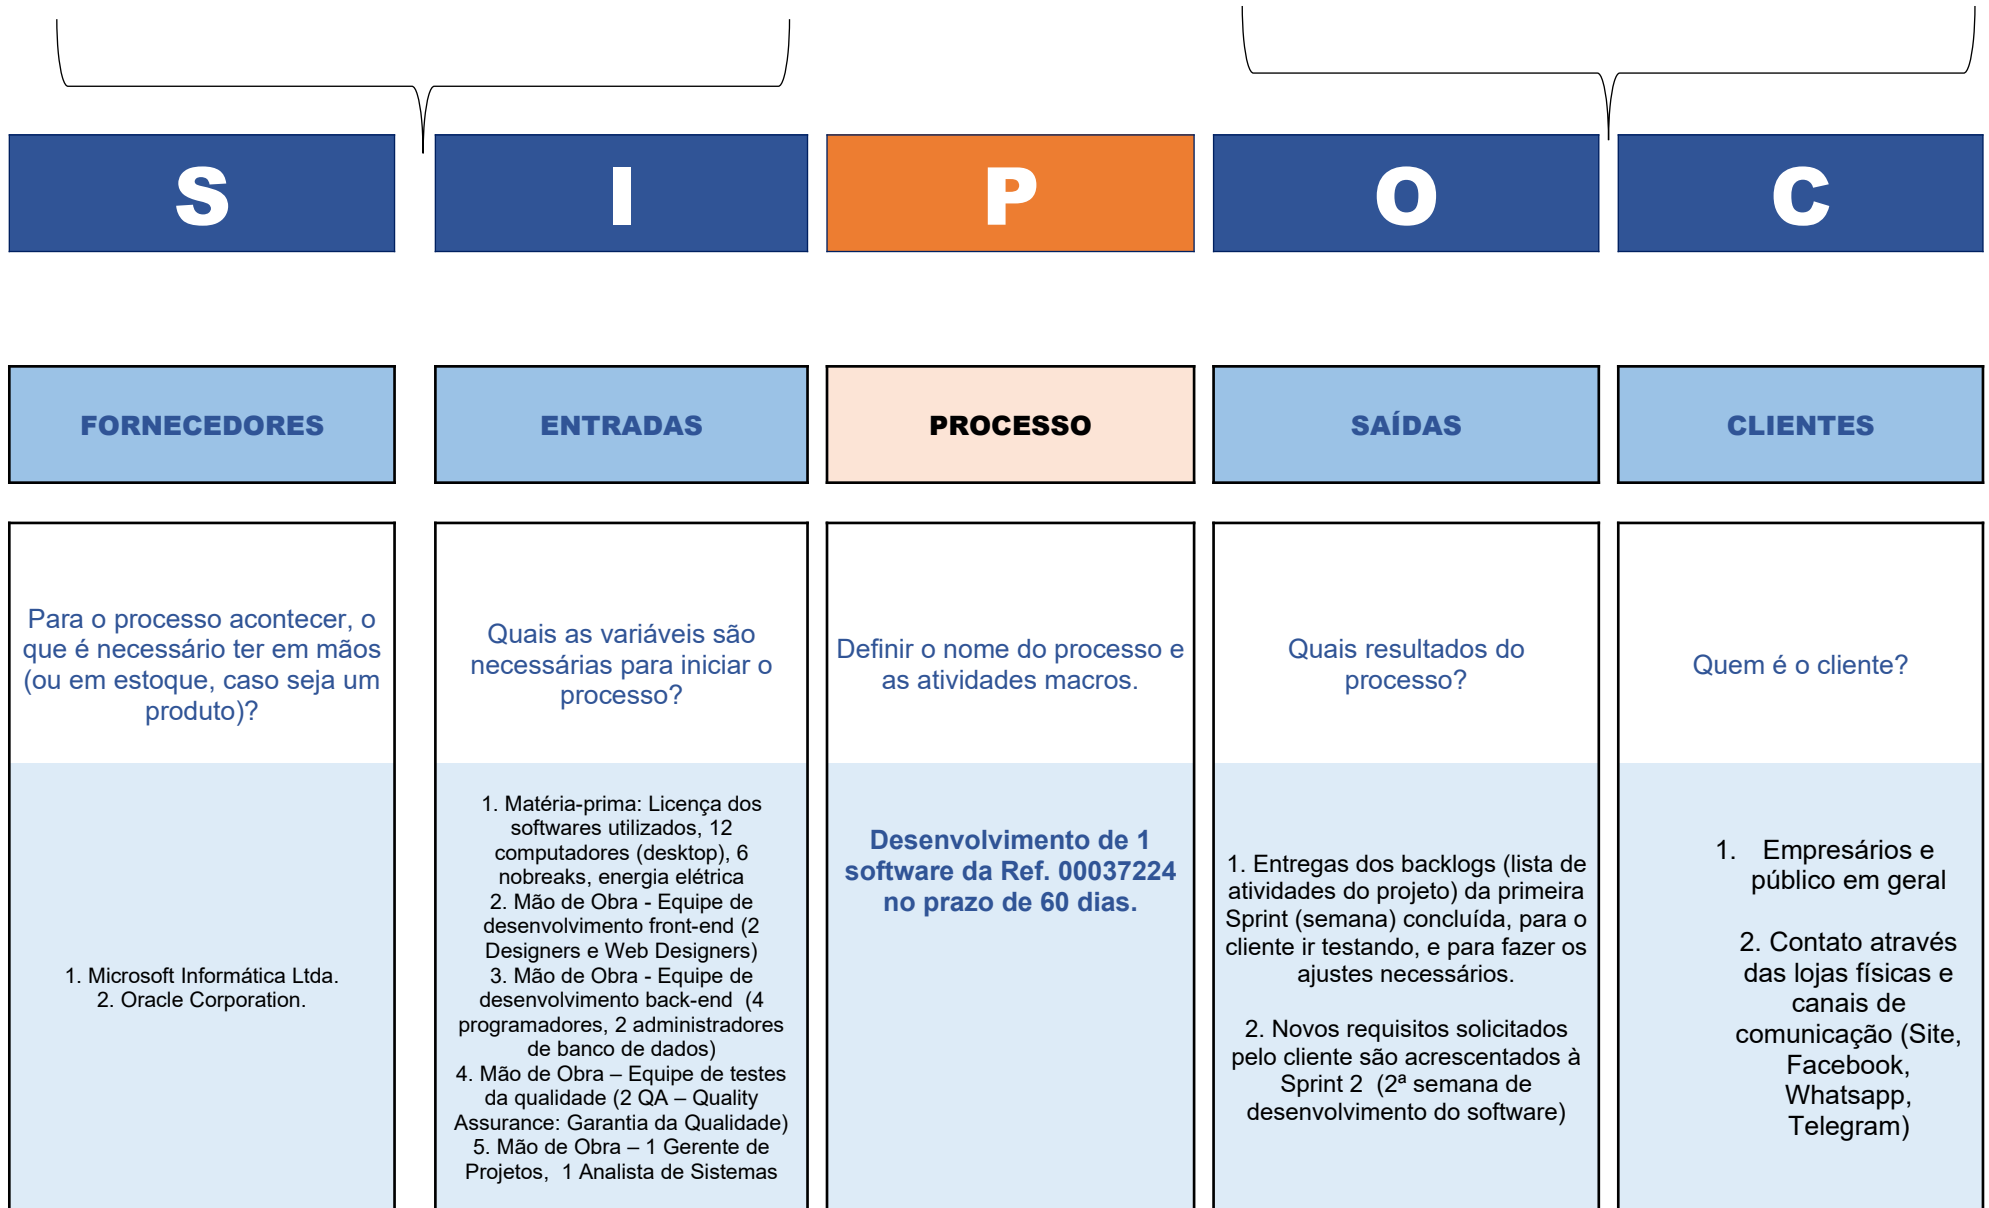 S
I
P
O
C
FORNECEDORES
ENTRADAS
PROCESSO
SAÍDAS
CLIENTES
Para o processo acontecer, o
que é necessário ter em mãos
(ou em estoque, caso seja um
produto)?
Quais as variáveis são
necessárias para iniciar o
processo?
Definir o nome do processo e
as atividades macros.
Quais resultados do
processo?
Quem é o cliente?
1. Microsoft Informática Ltda.
2. Oracle Corporation.
1. Matéria-prima: Licença dos
softwares utilizados, 12
computadores (desktop), 6
nobreaks, energia elétrica
2. Mão de Obra - Equipe de
desenvolvimento front-end (2
Designers e Web Designers)
3. Mão de Obra - Equipe de
desenvolvimento back-end (4
programadores, 2 administradores
de banco de dados)
4. Mão de Obra – Equipe de testes
da qualidade (2 QA – Quality
Assurance: Garantia da Qualidade)
5. Mão de Obra – 1 Gerente de
Projetos, 1 Analista de Sistemas
Desenvolvimento de 1
software da Ref. 00037224
no prazo de 60 dias.
1. Entregas dos backlogs (lista de
atividades do projeto) da primeira
Sprint (semana) concluída, para o
cliente ir testando, e para fazer os
ajustes necessários.
2. Novos requisitos solicitados
pelo cliente são acrescentados à
Sprint 2 (2ª semana de
desenvolvimento do software)
1. Empresários e
público em geral
2. Contato através
das lojas físicas e
canais de
comunicação (Site,
Facebook,
Whatsapp,
Telegram)